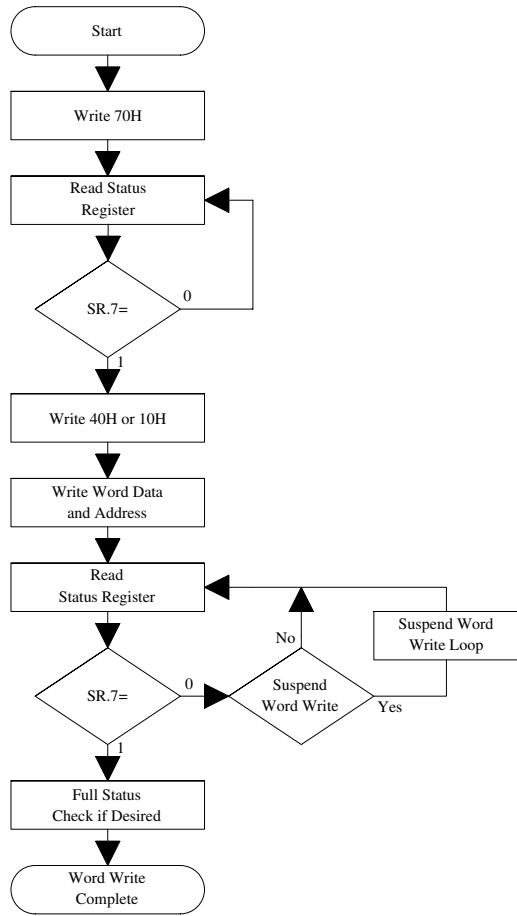 Start
Write 70H
Read Status
Register
SR.7=
0
1
Write 40H or 10H
Write Word Data
and Address
Read
Status Register
No
Suspend Word
Write Loop
SR.7=
0
Suspend
Word Write
Yes
1
Full Status
Check if Desired
Word Write
Complete